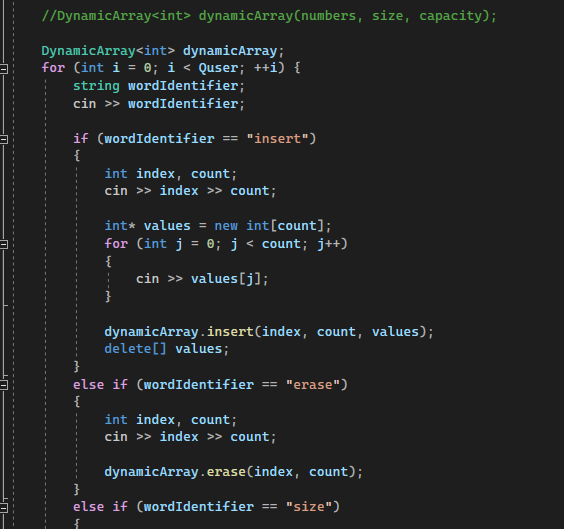 //DynamicArray<int> dynamicArray(numbers, size, capacity);
DynamicArray<int> dynamicArray;
for (int i = 0; i < Quser; ++i) {
string wordIdentifier;
cin >> wordIdentifier;
if (wordIdentifier == "insert")
{
int index, count;
cin >> index >> count;
int* values = new int[count];
for (int j = 0; j < count; j++)
{
cin >> values[j];
}
dynamicArray.insert(index, count, values);
delete[] values;
}
else if (wordIdentifier == "erase")
{
int index, count;
cin >> index >> count;
dynamicArray.erase(index, count);
}
else if (wordIdentifier == "size")
{